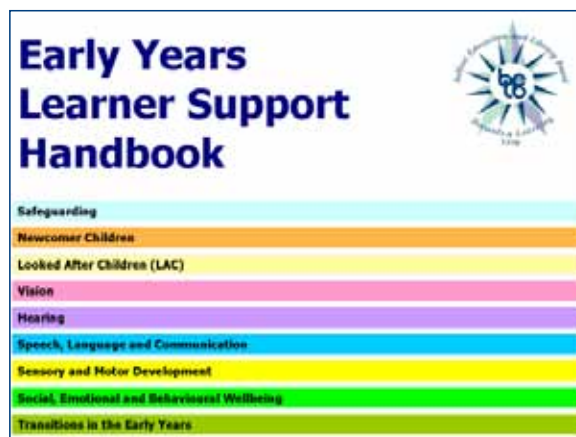 Early Years
Learner Support
Handbook
Safeguarding
Newcomer Children
Looked After Children (LAC)
Vision
Hearing
Speech, Language and Communication
Sensory and Motor Development
Social, Emotional and Behavioural Wellbeing
Transitions in the Early Years